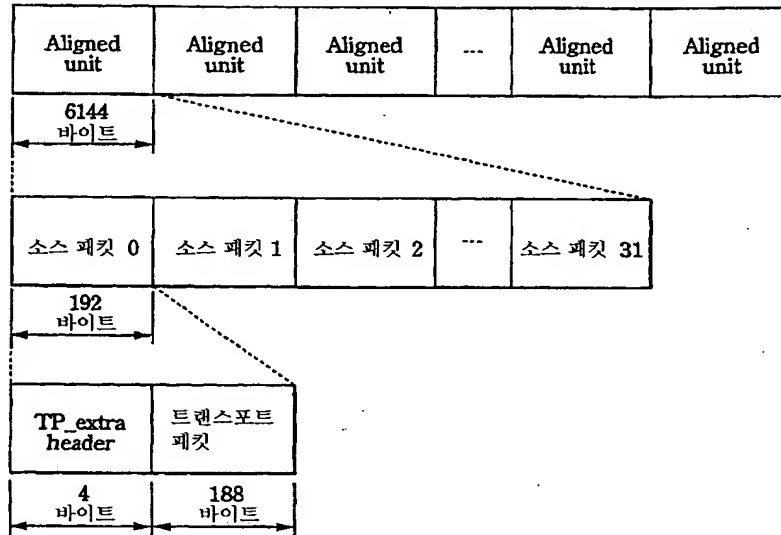 Aligned unit
Aligned unit
Aligned unit
---
Aligned unit
Aligned unit
6144
바이트
소스 패킷 0
소스 패킷 1
소스 패킷 2
---
소스 패킷 31
192
바이트
TP_extra
header
트랜스포트
패킷
4
바이트
188
바이트